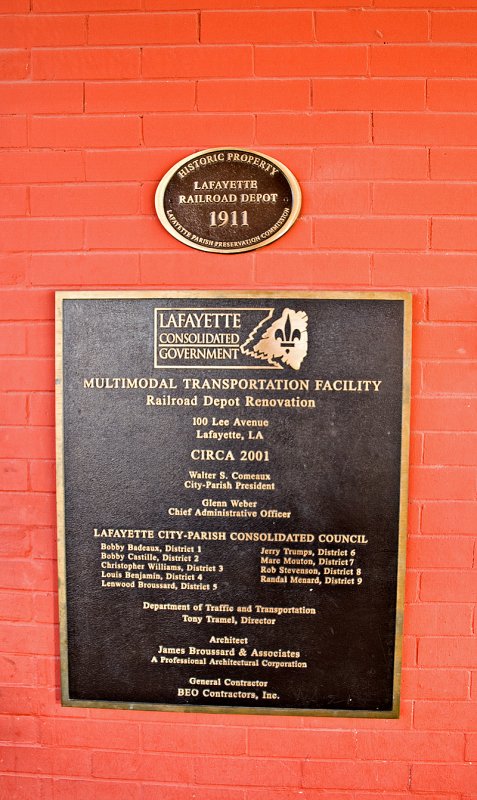 HISTORIC PROPERTY
LAFAYETTE
RAILROAD DEPOT
1911
LAFAYETTE PARISH PRESERVATION COMMISSION
LAFAYETTE
CONSOLIDATED
GOVERNMENT
MULTIMODAL TRANSPORTATION FACILITY
Railroad Depot Renovation
100 Lee Avenue
Lafayette, LA
CIRCA 2001
Walter S. Comeaux
City-Parish President
Glenn Weber
Chief Administrative Officer
LAFAYETTE CITY-PARISH CONSOLIDATED COUNCIL
Bobby Badeaux, District 1
Bobby Castille, District 2
Christopher Williams, District 3
Louis Benjamin, District 4
Lenwood Broussard, District 5
Jerry Trumps, District 6
Marc Mouton, District 7
Rob Stevenson, District 8
Randal Menard, District 9
Department of Traffic and Transportation
Tony Tramel, Director
Architect
James Broussard & Associates
A Professional Architectural Corporation
General Contractor
BEO Contractors, Inc.